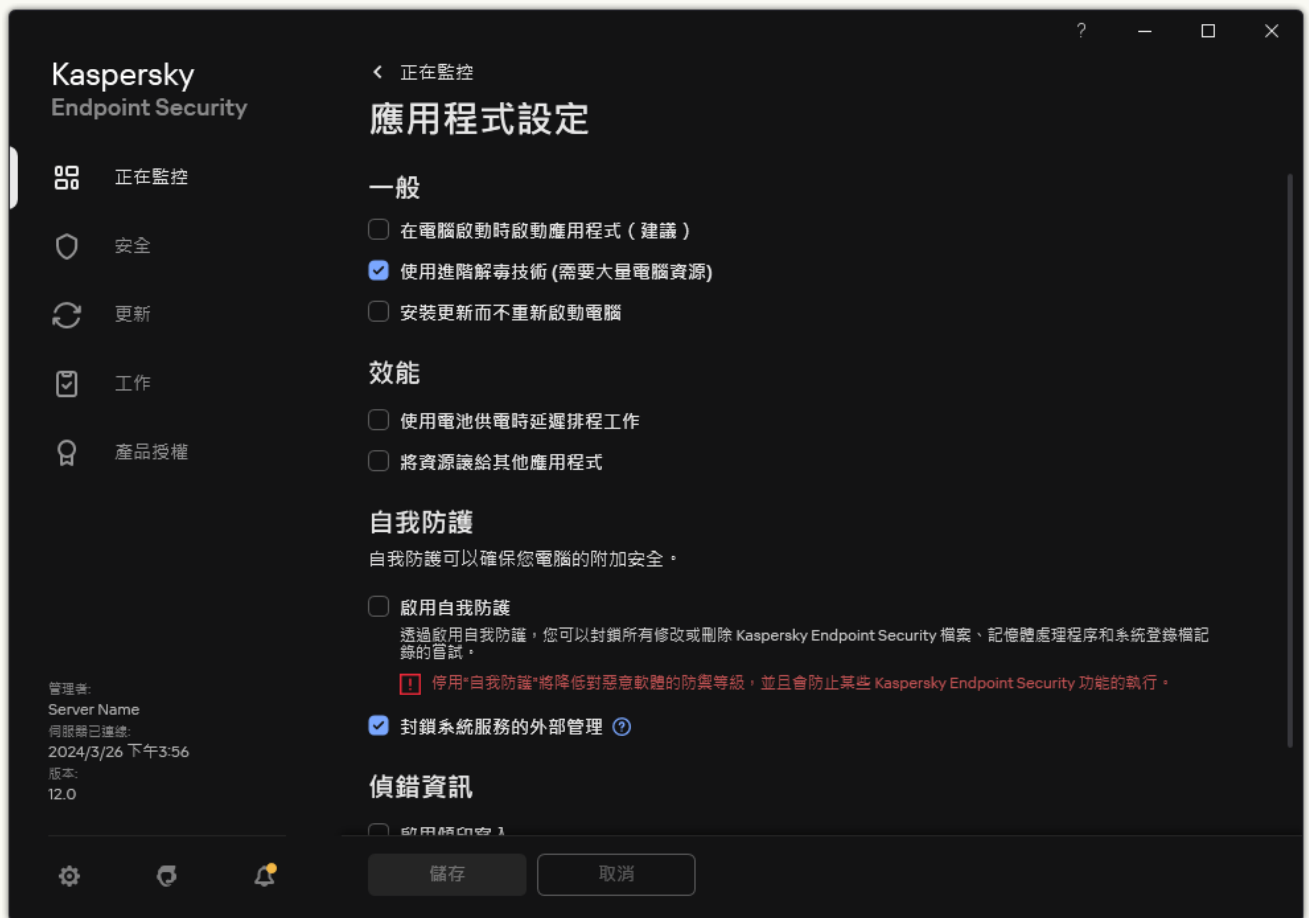 ?
Kaspersky
Endpoint Security
正在監控
安全
更新
工作
產品授權
管理者:
Server Name
伺服器已連線:
2024/3/26 下午3:56
版本:
12.0
正在監控
應用程式設定
一般
在電腦啟動時啟動應用程式 ( 建議 )
使用進階解毒技術 (需要大量電腦資源)
安裝更新而不重新啟動電腦
效能
使用電池供電時延遲排程工作
將資源讓給其他應用程式
自我防護
自我防護可以確保您電腦的附加安全。
啟用自我防護
透過啟用自我防護，您可以封鎖所有修改或刪除 Kaspersky Endpoint Security 檔案、記憶體處理程序和系統登錄檔記
錄的嘗試。
停用"自我防護"將降低對惡意軟體的防禦等級，並且會防止某些 Kaspersky Endpoint Security 功能的執行。
封鎖系統服務的外部管理 ?
偵錯資訊
啟用傾印寫入
儲存
取消